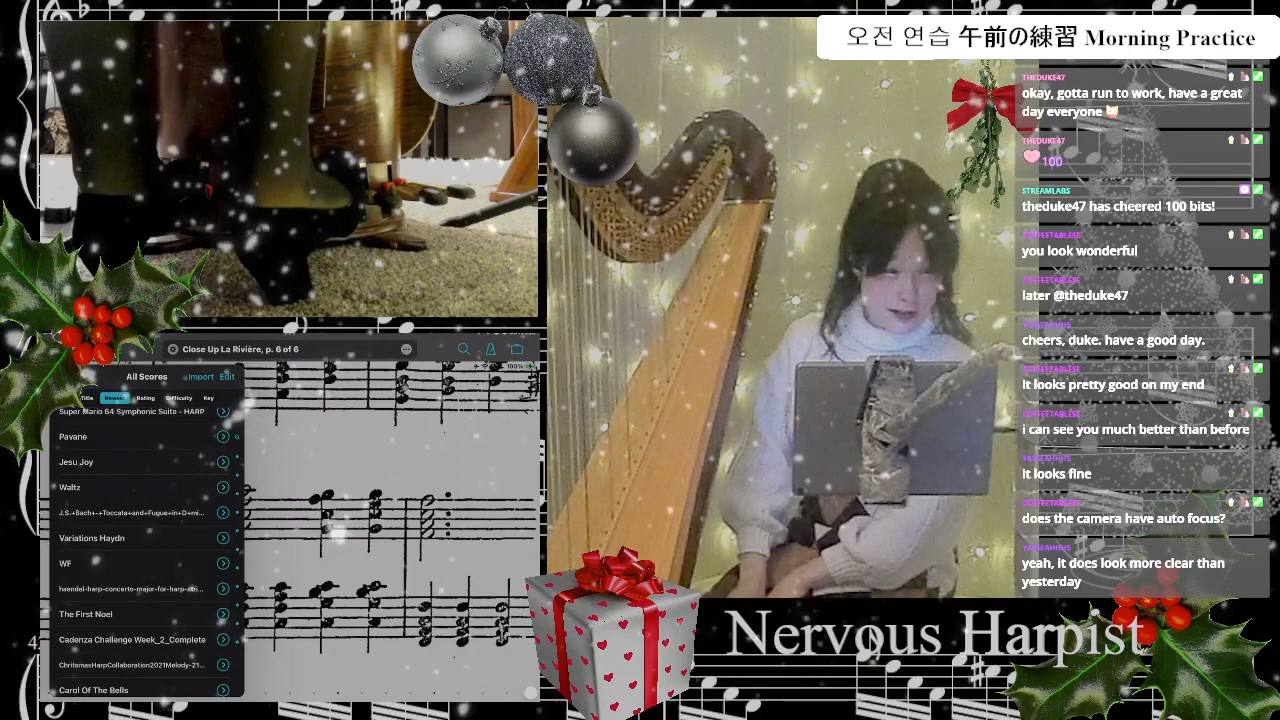 오전 연습 午前の練習 Morning Practice
THEDUKE47
okay, gotta run to work, have a great
day everyone
THEDUKE47
100
STREAMLABS
theduke47 has cheered 100 bits!
you look wonderful
later @theduke47
cheers, duke. have a good day.
It looks pretty good on my end
i can see you much better than before
It looks fine
does the camera have auto focus?
yeah, it does look more clear than
yesterday
Close Up La Rivière, p. 6 of 6
100%
All Scores Import Edit
Title Newest Rating Difficulty Key
Super Mario 64 Symphonic Suite - HARP
Pavane
Jesu Joy
Waltz
J.S.+Bach+-+Toccata+and+Fugue+in+D+mi...
Variations Haydn
WF
haendel-harp-concerto-major-for-harp-stri...
The First Noel
Cadenza Challenge Week_2_Complete
ChritsmasHarpCollaboration2021Melody-21...
Carol Of The Bells
Nervous Harpist